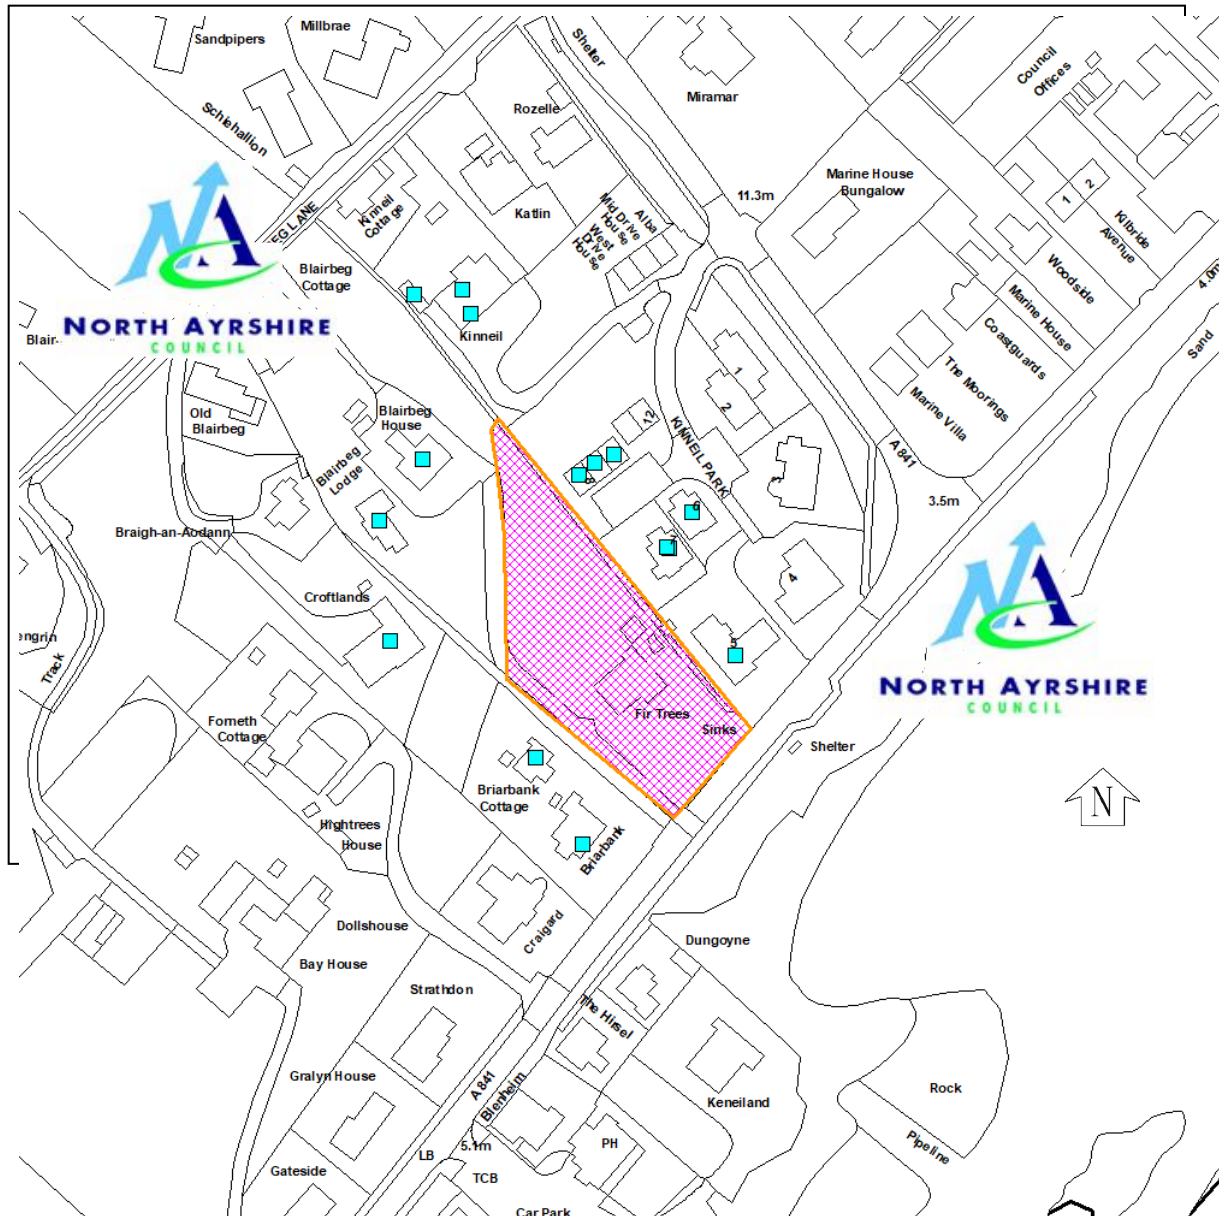 Sandpipers
Millbrae
Shelter
Miramar
Council
Offices
Schiehallion
Rozelle
Marine House
Bungalow
11.3m
1
2
Kilbride
Avenue
Kinneil
Cottage
Katlin
Alba
Mid Drive
House
West
Drive
House
EG LANE
Woodside
4.0m
Blairbeg
Cottage
Marine House
Coastguards
Sand
NORTH AYRSHIRE
COUNCIL
Blair
Kinneil
The Moorings
Marine Villa
1
2
Old
Blairbeg
Blairbeg
House
12
KINNEIL PARK
A 841
Blairbeg
Lodge
8
3
3.5m
6
Braigh-an-Aodann
7
4
Croftlands
engrin
Track
5
NORTH AYRSHIRE
COUNCIL
Forneth
Cottage
Fir Trees
Sinks
Shelter
Briarbank
Cottage
N
Hightrees
House
Briarbank
Dollshouse
Craigard
Dungoyne
Bay House
Strathdon
The Hirsel
Gralyn House
A 841
Blenheim
Keneiland
Rock
Pipeline
5.1m
PH
LB
TCB
Gateside
Car Park